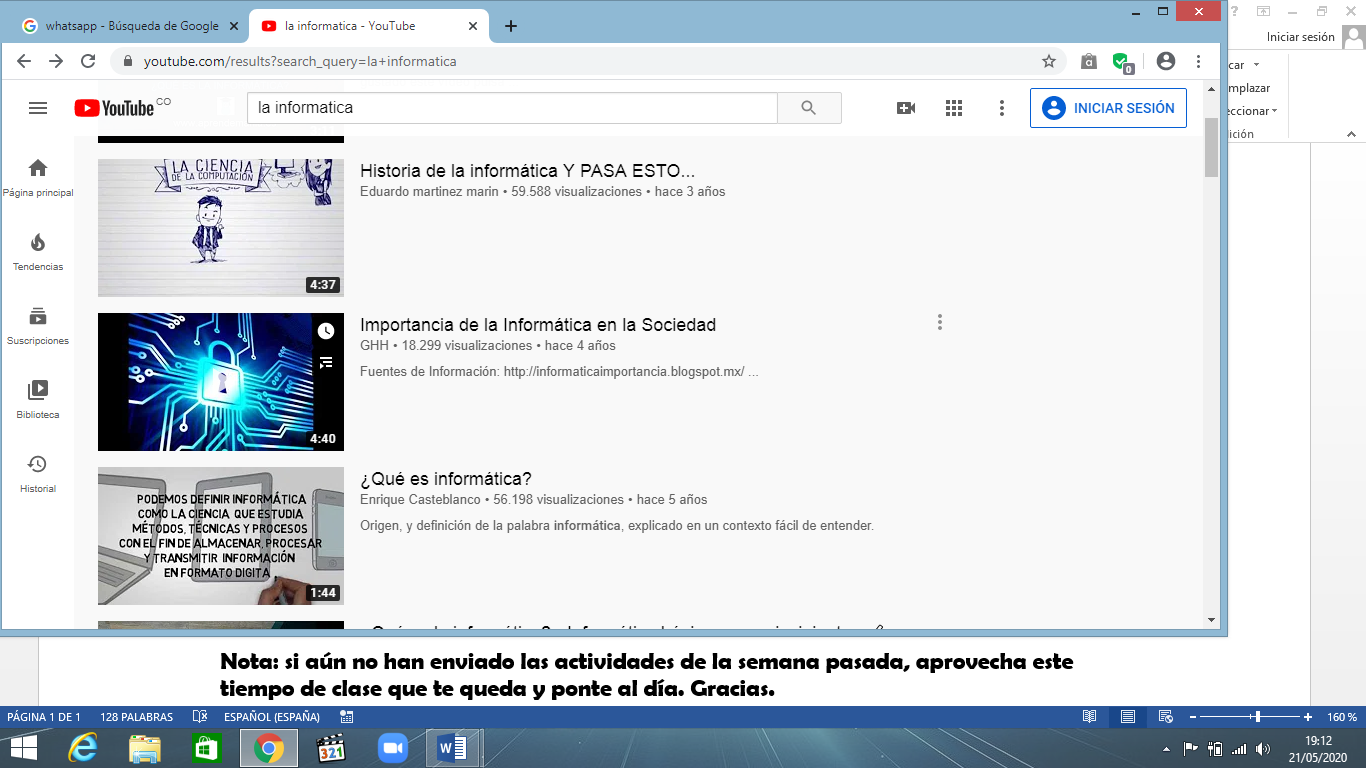 whatsapp - Búsqueda de Google
la informatica - YouTube
Iniciar sesión
youtube.com/results?search_query=la+informatica
0
YouTube CO
la informatica
INICIAR SESIÓN
Página principal
Tendencias
Suscripciones
Biblioteca
Historial
LA CIENCIA
DE LA COMPUTACIÓN
4:37
Historia de la informática Y PASA ESTO...
Eduardo martinez marin • 59.588 visualizaciones • hace 3 años
4:40
Importancia de la Informática en la Sociedad
GHH • 18.299 visualizaciones • hace 4 años
Fuentes de Información: http://informaticaimportancia.blogspot.mx/ ...
PODEMOS DEFINIR INFORMÁTICA
COMO LA CIENCIA QUE ESTUDIA
MÉTODOS, TÉCNICAS Y PROCESOS
CON EL FIN DE ALMACENAR, PROCESAR
Y TRANSMITIR INFORMACIÓN
EN FORMATO DIGITA
1:44
¿Qué es informática?
Enrique Casteblanco • 56.198 visualizaciones • hace 5 años
Origen, y definición de la palabra informática, explicado en un contexto fácil de entender.
Nota: si aún no han enviado las actividades de la semana pasada, aprovecha este
tiempo de clase que te queda y ponte al día. Gracias.
PÁGINA 1 DE 1
128 PALABRAS
ESPAÑOL (ESPAÑA)
160 %
321
19:12
21/05/2020